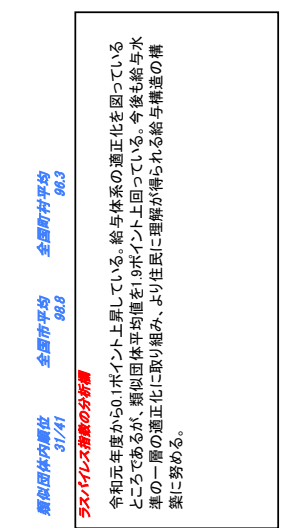 類似団体内順位 全国市平均 全国町村平均
31/41 98.8 96.3
ラスパイレス指数の分析欄
令和元年度から0.1ポイント上昇している。給与体系の適正化を図っている
ところであるが、類似団体平均値を1.9ポイント上回っている。今後も給与水
準の一層の適正化に取り組み、より住民に理解が得られる給与構造の構
築に努める。